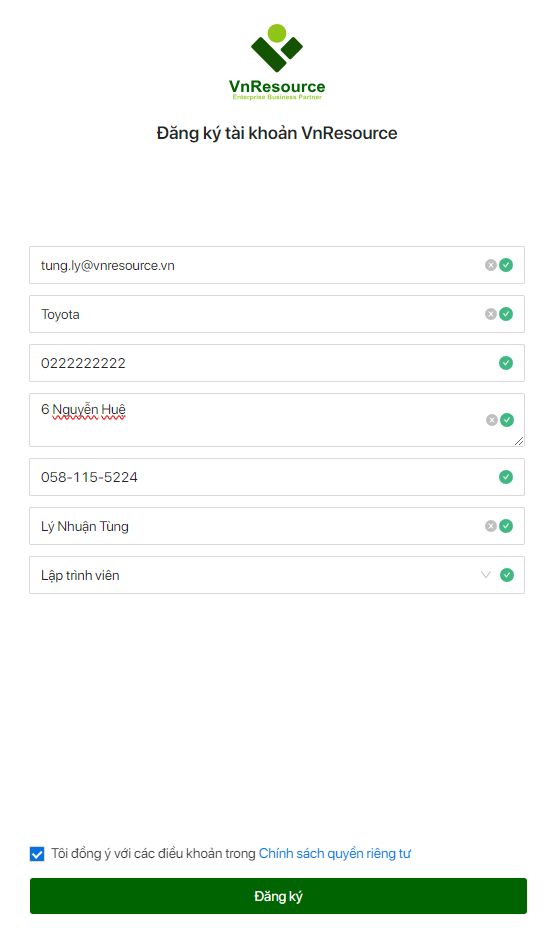 VnResource
Enterprise Business Partner
Đăng ký tài khoản VnResource
tung.ly@vnresource.vn
Toyota
0222222222
6 Nguyễn Huê
058-115-5224
Lý Nhuận Tùng
Lập trình viên
Tôi đồng ý với các điều khoản trong Chính sách quyền riêng tư
Đăng ký